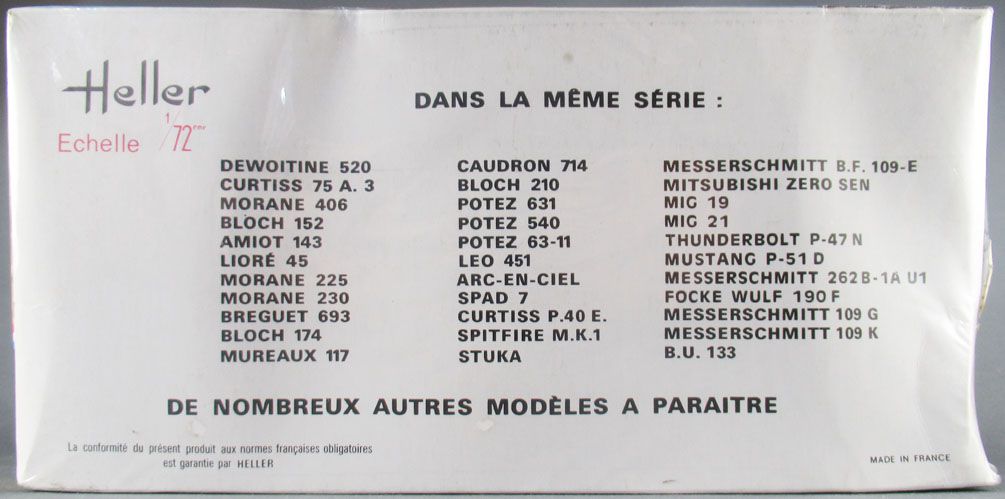 Heller
Echelle 1/72ème
DANS LA MÊME SÉRIE :
DEWOITINE 520
CURTISS 75 A. 3
MORANE 406
BLOCH 152
AMIOT 143
LIORÉ 45
MORANE 225
MORANE 230
BREGUET 693
BLOCH 174
MUREAUX 117
CAUDRON 714
BLOCH 210
POTEZ 631
POTEZ 540
POTEZ 63-11
LEO 451
ARC-EN-CIEL
SPAD 7
CURTISS P.40 E.
SPITFIRE M.K.1
STUKA
MESSERSCHMITT B.F. 109-E
MITSUBISHI ZERO SEN
MIG 19
MIG 21
THUNDERBOLT P-47 N
MUSTANG P-51 D
MESSERSCHMITT 262 B-1A U1
FOCKE WULF 190 F
MESSERSCHMITT 109 G
MESSERSCHMITT 109 K
B.U. 133
DE NOMBREUX AUTRES MODÈLES A PARAITRE
La conformité du présent produit aux normes françaises obligatoires
est garantie par HELLER
MADE IN FRANCE